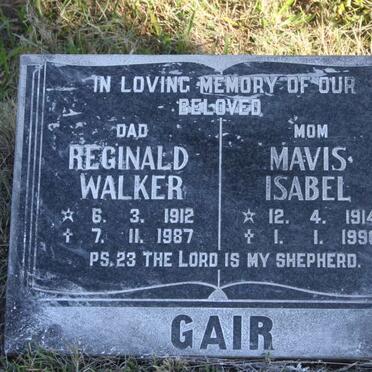 IN LOVING MEMORY OF OUR
BELOVED
DAD
REGINALD
WALKER
☆ 6. 3. 1912
✝ 7. 11. 1987
MOM
MAVIS
ISABEL
☆ 12. 4. 1914
✝ 1. 1.
PS.23 THE LORD IS MY SHEPHERD.
GAIR